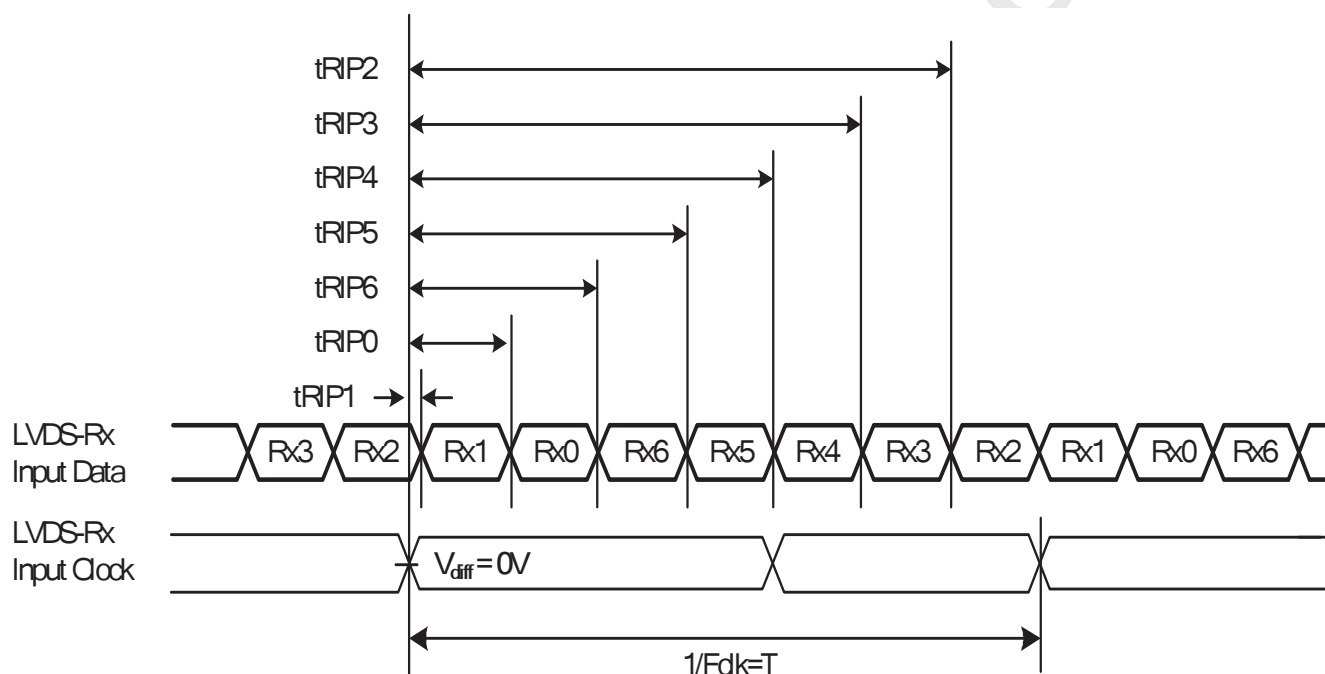 tRIP2
tRIP3
tRIP4
tRIP5
tRIP6
tRIP0
tRIP1
LVDS-Rx
Input Data
Rx3 Rx2 Rx1 Rx0 Rx6 Rx5 Rx4 Rx3 Rx2 Rx1 Rx0 Rx6
LVDS-Rx
Input Clock
Vdiff = 0V
1/Fclk=T